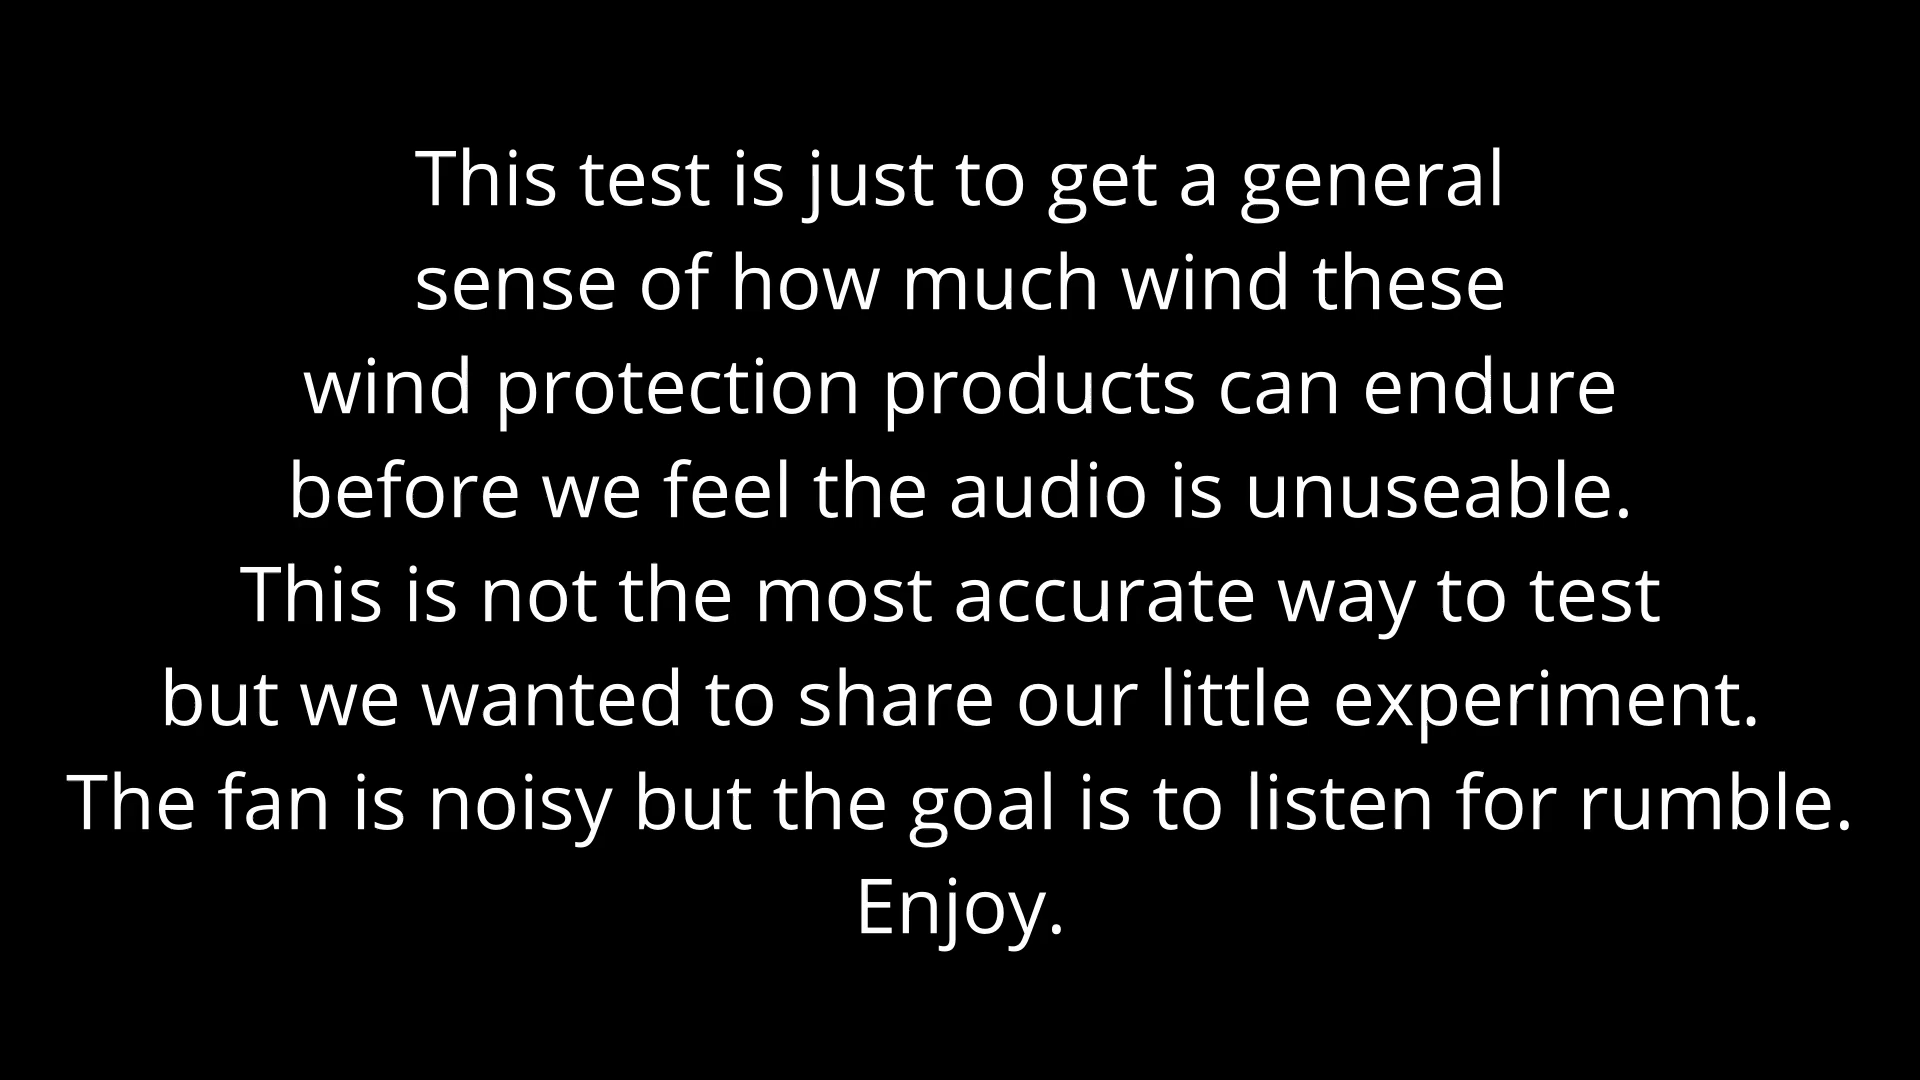 This test is just to get a general
sense of how much wind these
wind protection products can endure
before we feel the audio is unuseable.
This is not the most accurate way to test
but we wanted to share our little experiment.
The fan is noisy but the goal is to listen for rumble.
Enjoy.